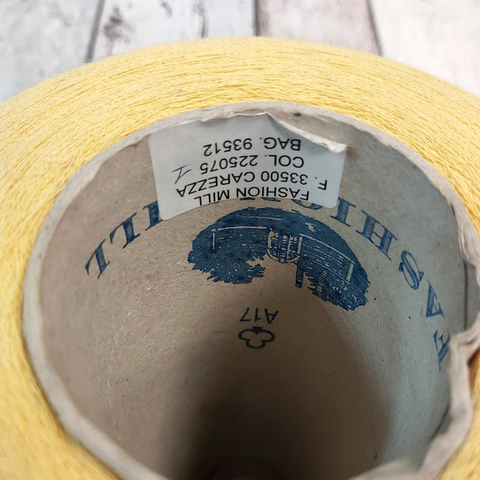 FASHION MILL
F. 33500 CAREZZA
COL. 225075 I
BAG. 93512
FASHION MILL
A17